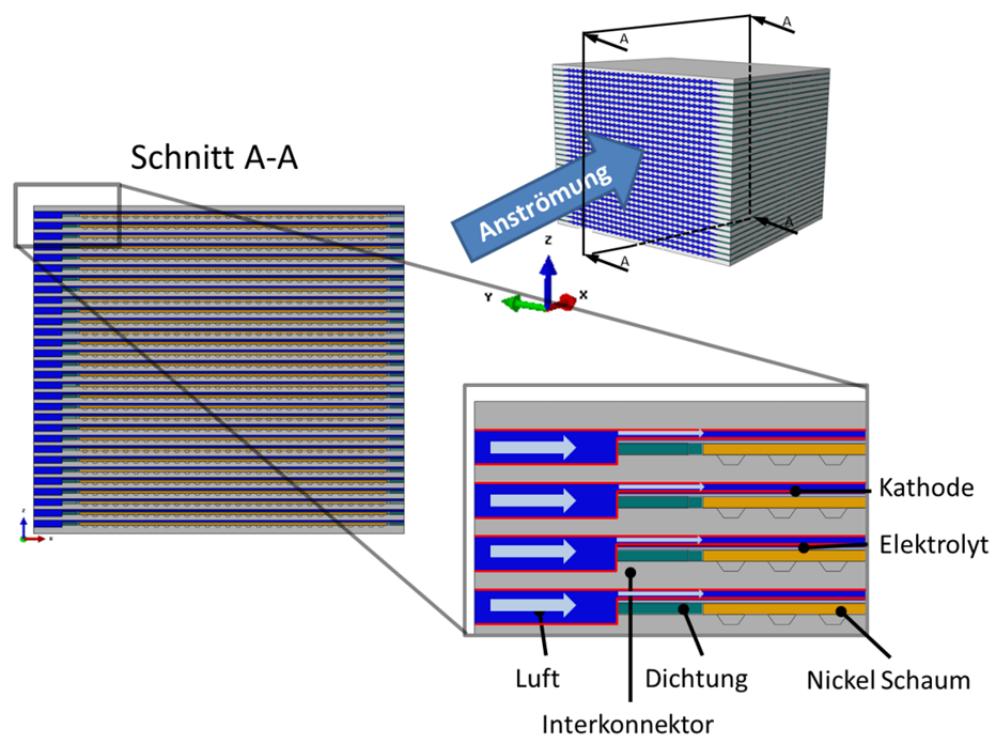 A
A
Schnitt A-A
Anströmung
A
A
Z
Y
X
Kathode
Elektrolyt
z
x
Luft
Dichtung
Nickel Schaum
Interkonnektor